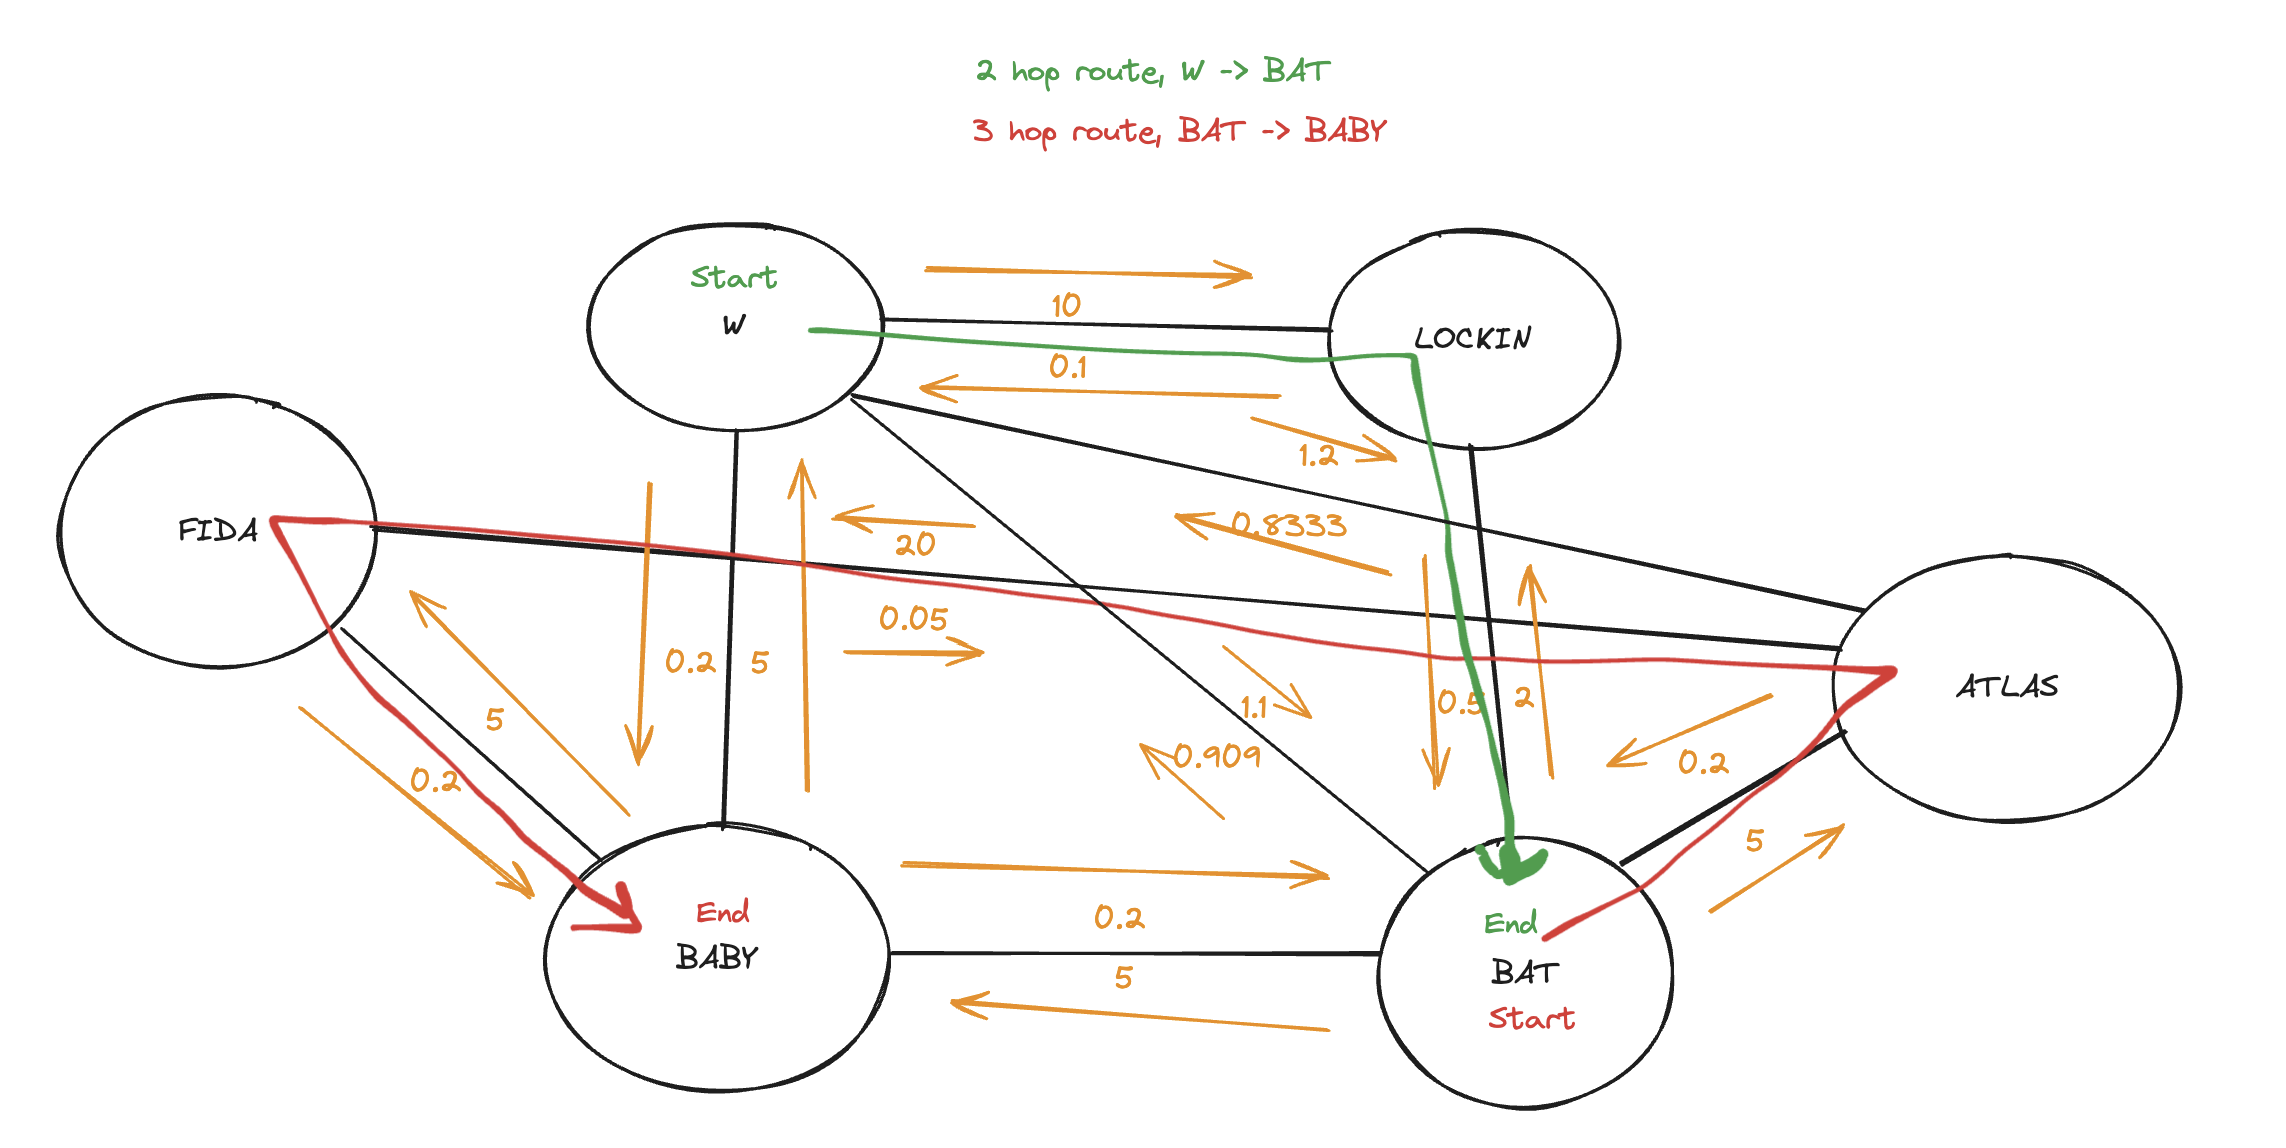 2 hop route, W -> BAT
3 hop route, BAT -> BABY
Start
W
10
LOCKIN
0.1
1.2
FIDA
20
0.8333
0.05
0.2
5
5
0.2
1.1
0.909
0.5
2
ATLAS
0.2
5
End
BABY
0.2
5
End
BAT
Start